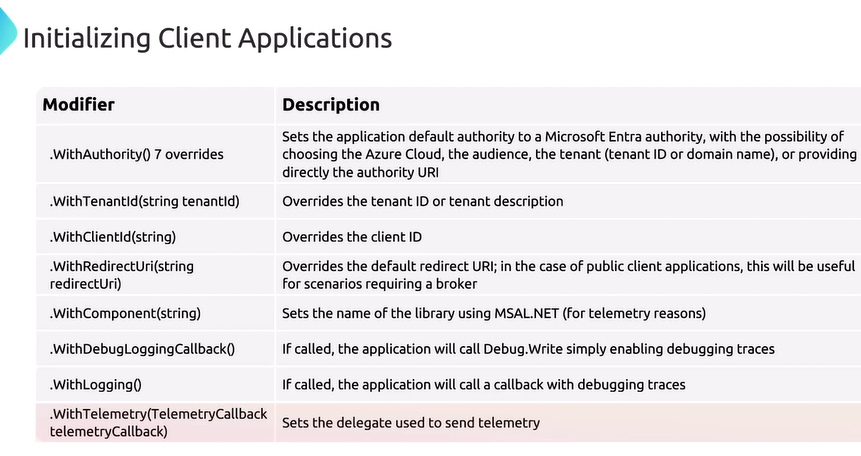 Initializing Client Applications
Modifier
Description
.WithAuthority() 7 overrides
Sets the application default authority to a Microsoft Entra authority, with the possibility of
choosing the Azure Cloud, the audience, the tenant (tenant ID or domain name), or providing
directly the authority URI
.WithTenantId(string tenantId)
Overrides the tenant ID or tenant description
.WithClientId(string)
Overrides the client ID
.WithRedirectUri(string
redirectUri)
Overrides the default redirect URI; in the case of public client applications, this will be useful
for scenarios requiring a broker
.WithComponent(string)
Sets the name of the library using MSAL.NET (for telemetry reasons)
.WithDebugLoggingCallback()
If called, the application will call Debug.Write simply enabling debugging traces
.WithLogging()
If called, the application will call a callback with debugging traces
.WithTelemetry(TelemetryCallback
telemetryCallback)
Sets the delegate used to send telemetry